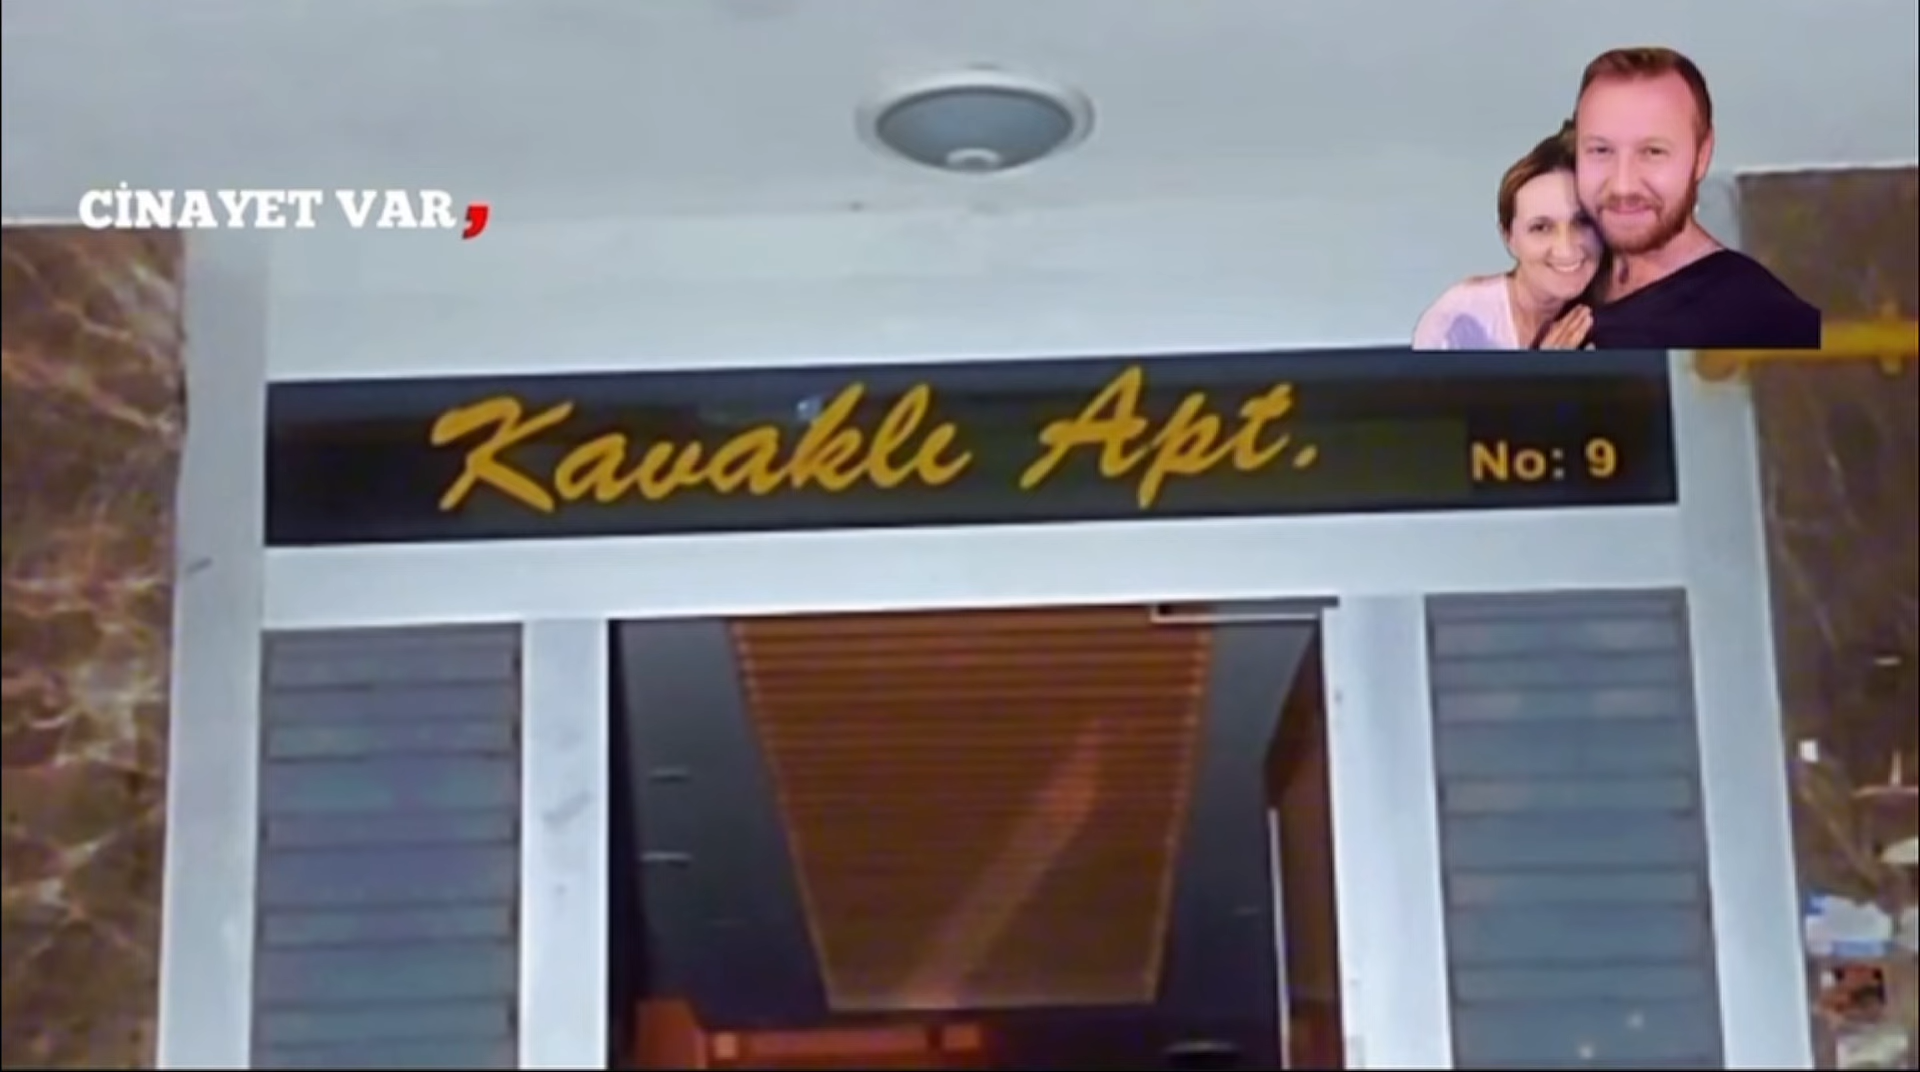 CİNAYET VAR,
Kavaklı Apt.
No: 9